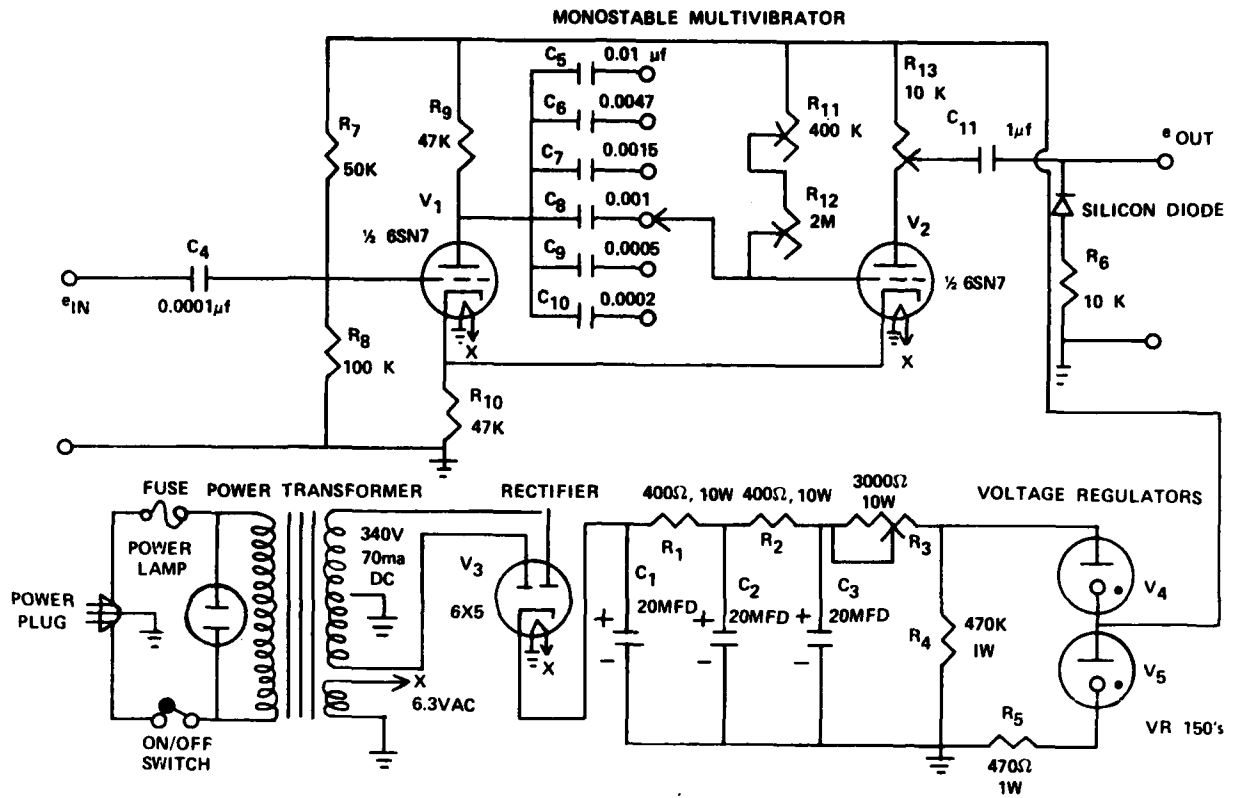 MONOSTABLE MULTIVIBRATOR
C5 0.01 µf
C6 0.0047
C7 0.0015
C8 0.001
C9 0.0005
C10 0.0002
R7
50K
R9
47K
R11
400 K
R12
2M
R13
10 K
C11 1µf
e OUT
V1
½ 6SN7
V2
½ 6SN7
SILICON DIODE
R6
10 K
C4
0.0001µf
eIN
X
X
R8
100 K
R10
47K
FUSE
POWER TRANSFORMER
RECTIFIER
400Ω, 10W
400Ω, 10W
3000Ω
10W
VOLTAGE REGULATORS
POWER
LAMP
340V
70ma
DC
V3
6X5
R1
R2
R3
C1
20MFD
C2
20MFD
C3
20MFD
+
−
+
−
+
−
POWER
PLUG
R4
470K
1W
V4
V5
X
X
6.3VAC
R5
470Ω
1W
VR 150's
ON/OFF
SWITCH